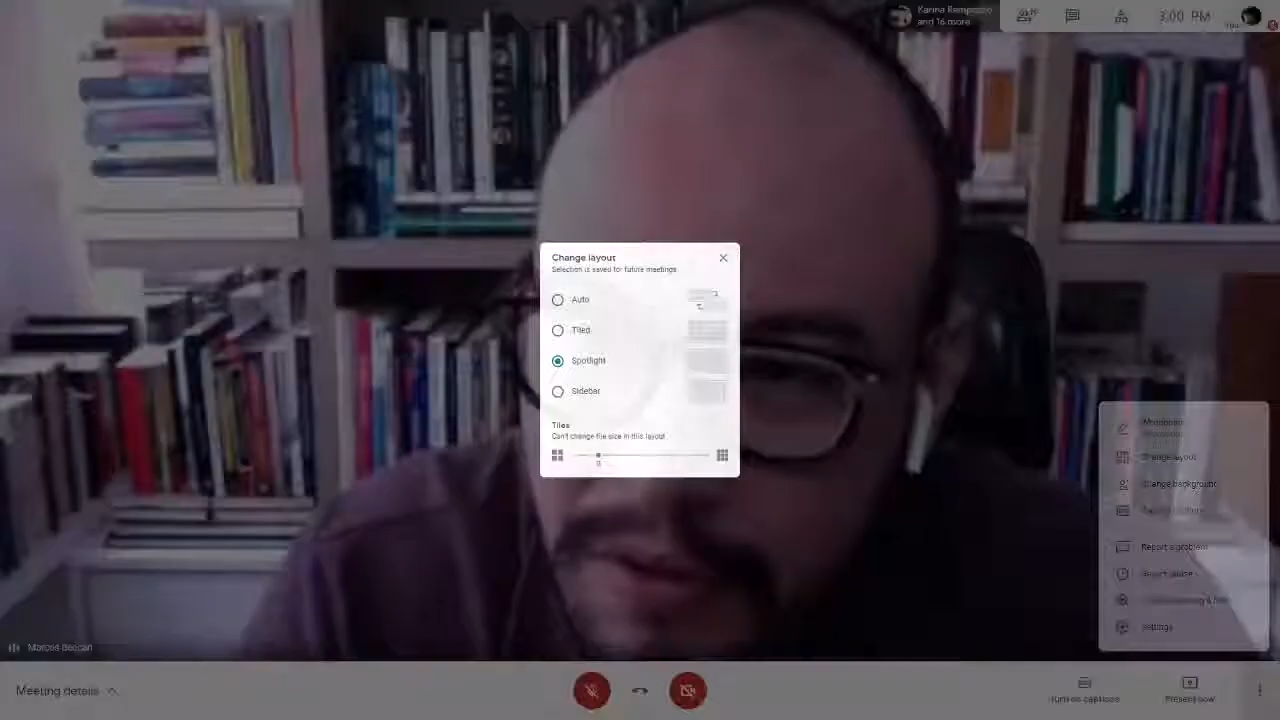 and 16 more
3:00 PM
You
Change layout
Selection is saved for future meetings
Auto
Tiled
Spotlight
Sidebar
Tiles
Can't change tile size in this layout
Change layout
Change background
Report a problem
Settings
Meeting details
Turn on captions
Present now